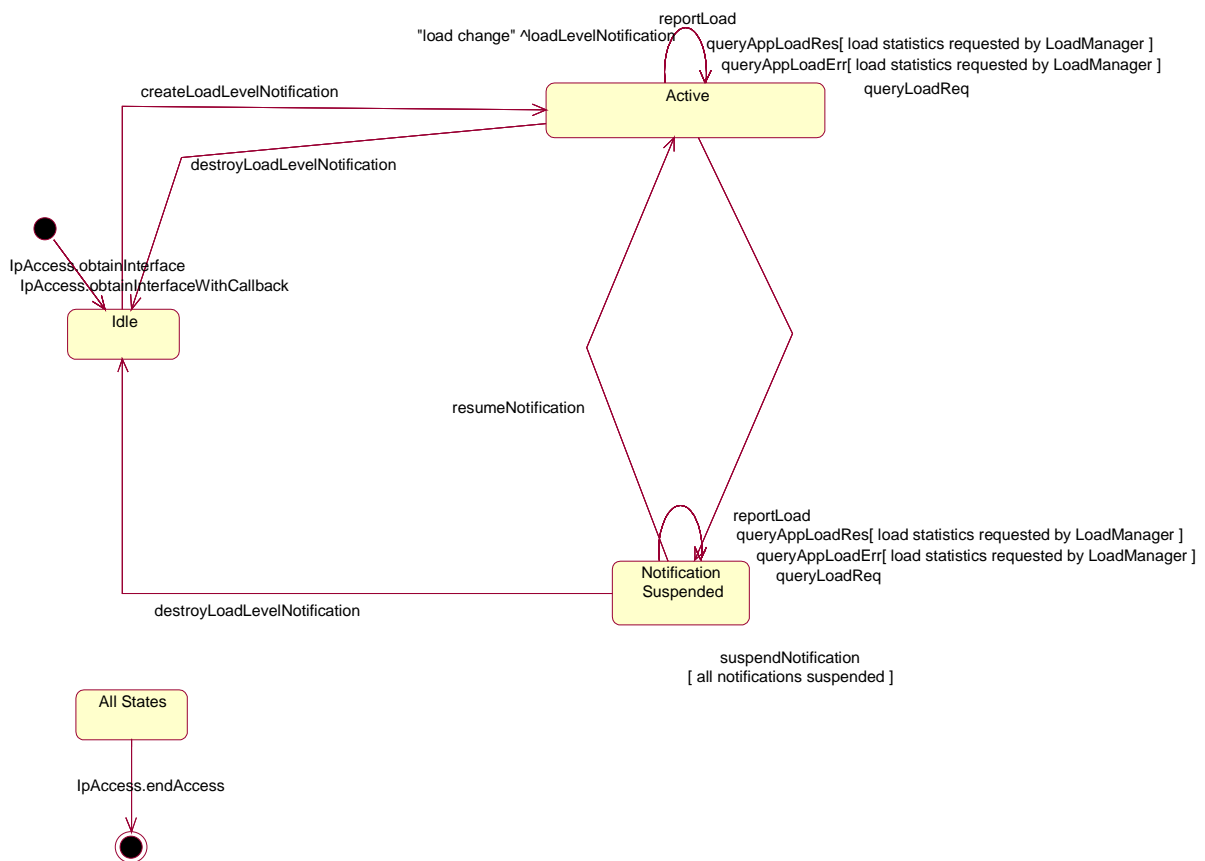 reportLoad
"load change" ^loadLevelNotification
queryAppLoadRes[ load statistics requested by LoadManager ]
queryAppLoadErr[ load statistics requested by LoadManager ]
queryLoadReq
Active
createLoadLevelNotification
destroyLoadLevelNotification
IpAccess.obtainInterface
IpAccess.obtainInterfaceWithCallback
Idle
resumeNotification
reportLoad
queryAppLoadRes[ load statistics requested by LoadManager ]
queryAppLoadErr[ load statistics requested by LoadManager ]
queryLoadReq
Notification
Suspended
destroyLoadLevelNotification
suspendNotification
[ all notifications suspended ]
All States
IpAccess.endAccess